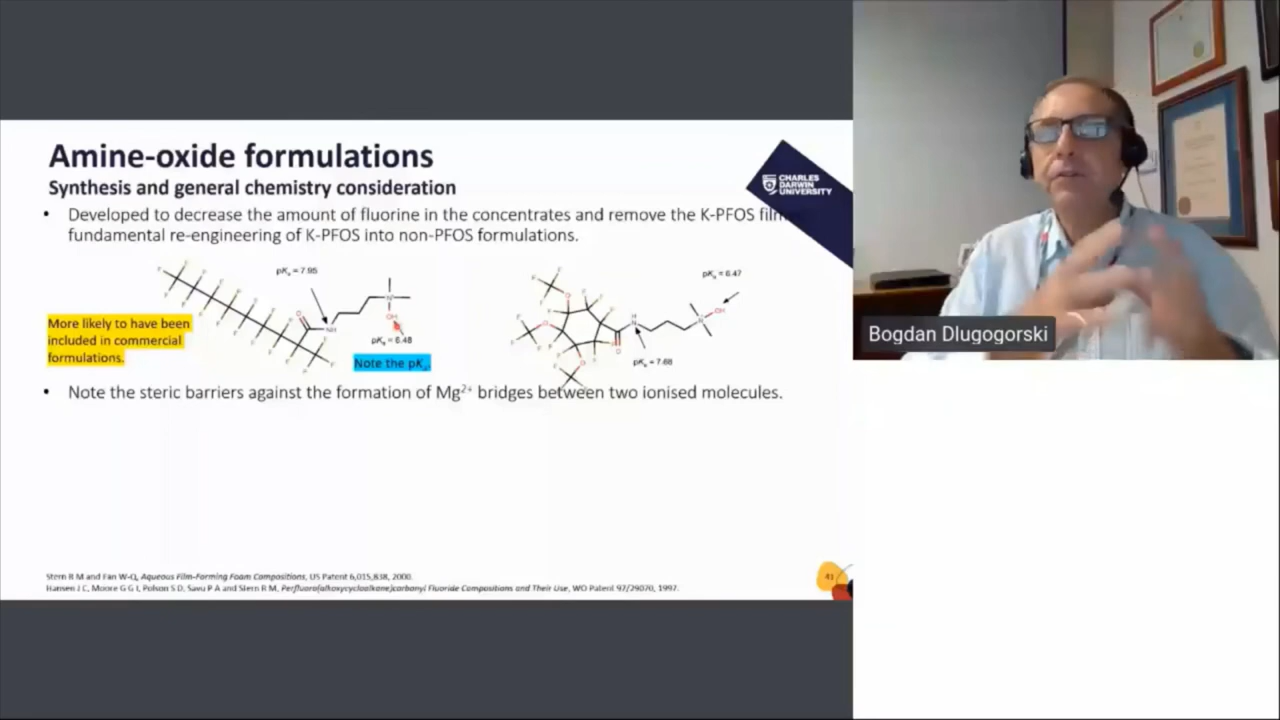 Amine-oxide formulations
Synthesis and general chemistry consideration
CHARLES
DARWIN
UNIVERSITY
• Developed to decrease the amount of fluorine in the concentrates and remove the K-PFOS
fundamental re-engineering of K-PFOS into non-PFOS formulations.
pKa = 7.95
pKa = 6.48
Note the pKa.
More likely to have been
included in commercial
formulations.
pKa = 6.47
pKa = 7.68
• Note the steric barriers against the formation of Mg2+ bridges between two ionised molecules.
Stern R M and Fan W-Q, Aqueous Film-Forming Foam Compositions, US Patent 6,015,838, 2000.
Hansen J C, Moore G G I, Polson S D, Savu P A and Stern R M, Perfluoro(alkoxycycloalkane)carbonyl Fluoride Compositions and Their Use, WO Patent 97/29070, 1997.
41
Bogdan Dlugogorski